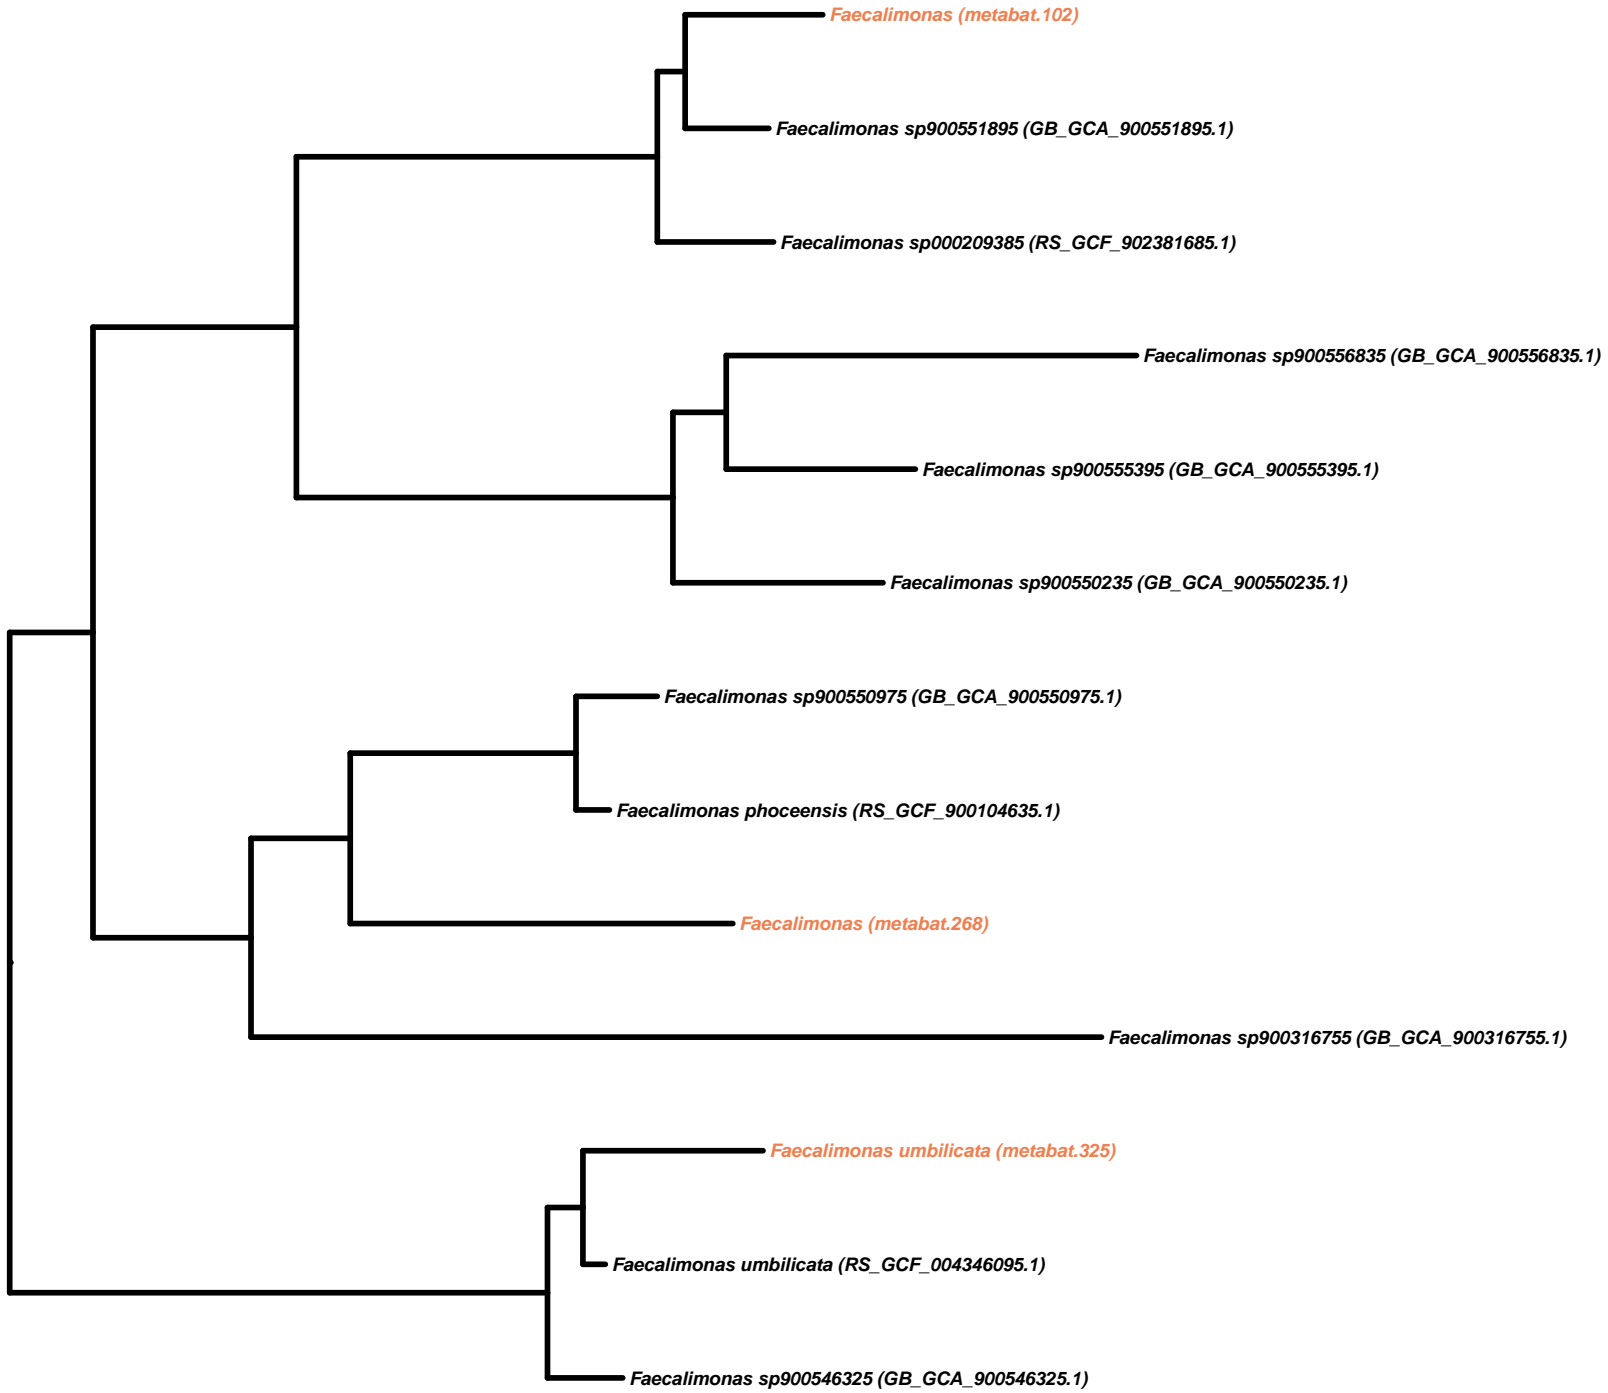 Faecalimonas (metabat.102)
Faecalimonas sp900551895 (GB_GCA_900551895.1)
Faecalimonas sp000209385 (RS_GCF_902381685.1)
Faecalimonas sp900556835 (GB_GCA_900556835.1)
Faecalimonas sp900555395 (GB_GCA_900555395.1)
Faecalimonas sp900550235 (GB_GCA_900550235.1)
Faecalimonas sp900550975 (GB_GCA_900550975.1)
Faecalimonas phoceensis (RS_GCF_900104635.1)
Faecalimonas (metabat.268)
Faecalimonas sp900316755 (GB_GCA_900316755.1)
Faecalimonas umbilicata (metabat.325)
Faecalimonas umbilicata (RS_GCF_004346095.1)
Faecalimonas sp900546325 (GB_GCA_900546325.1)